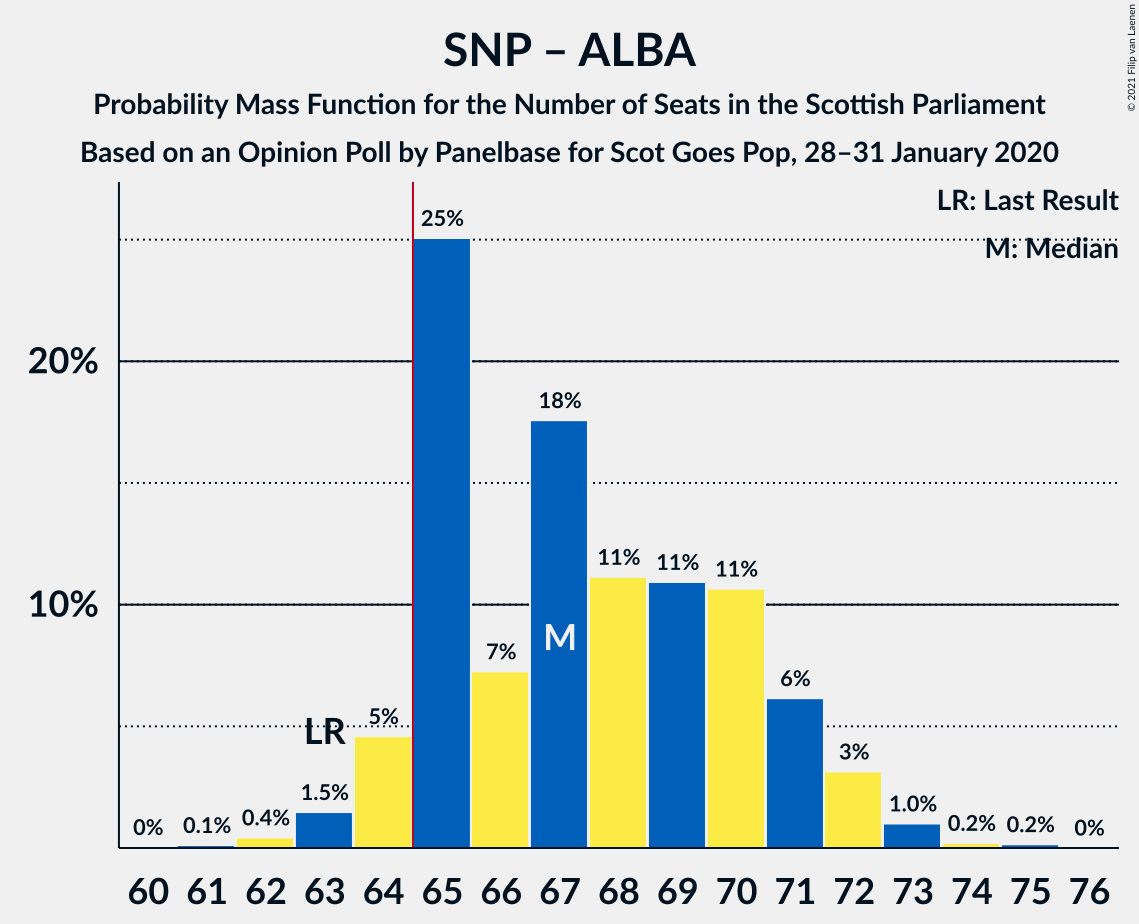 SNP – ALBA
Probability Mass Function for the Number of Seats in the Scottish Parliament
Based on an Opinion Poll by Panelbase for Scot Goes Pop, 28–31 January 2020
© 2021 Filip van Laenen
LR: Last Result
M: Median
25%
20%
18%
11% 11% 11%
10%
M
7%
6%
LR
5%
3%
1.5%
1.0%
0% 0.1% 0.4% 0.2% 0.2% 0%
60 61 62 63 64 65 66 67 68 69 70 71 72 73 74 75 76